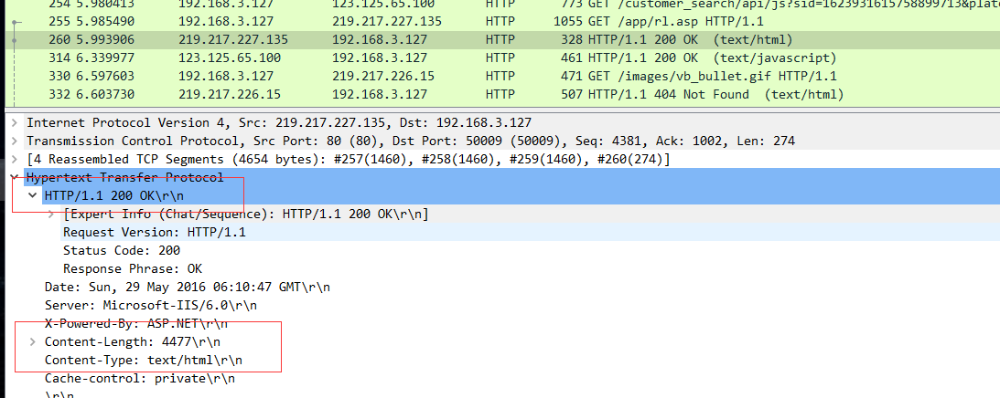 254 5.980413 192.168.3.127 123.125.65.100 HTTP 773 GET /customer_search/api/js?sid=1623931615758899713&plate
255 5.985490 192.168.3.127 219.217.227.135 HTTP 1055 GET /app/rl.asp HTTP/1.1
260 5.993906 219.217.227.135 192.168.3.127 HTTP 328 HTTP/1.1 200 OK (text/html)
314 6.339977 123.125.65.100 192.168.3.127 HTTP 461 HTTP/1.1 200 OK (text/javascript)
330 6.597603 192.168.3.127 219.217.226.15 HTTP 471 GET /images/vb_bullet.gif HTTP/1.1
332 6.603730 219.217.226.15 192.168.3.127 HTTP 507 HTTP/1.1 404 Not Found (text/html)
Internet Protocol Version 4, Src: 219.217.227.135, Dst: 192.168.3.127
Transmission Control Protocol, Src Port: 80 (80), Dst Port: 50009 (50009), Seq: 4381, Ack: 1002, Len: 274
[4 Reassembled TCP Segments (4654 bytes): #257(1460), #258(1460), #259(1460), #260(274)]
Hypertext Transfer Protocol
HTTP/1.1 200 OK\r\n
[Expert Info (Chat/Sequence): HTTP/1.1 200 OK\r\n]
Request Version: HTTP/1.1
Status Code: 200
Response Phrase: OK
Date: Sun, 29 May 2016 06:10:47 GMT\r\n
Server: Microsoft-IIS/6.0\r\n
X-Powered-By: ASP.NET\r\n
Content-Length: 4477\r\n
Content-Type: text/html\r\n
Cache-control: private\r\n
\r\n